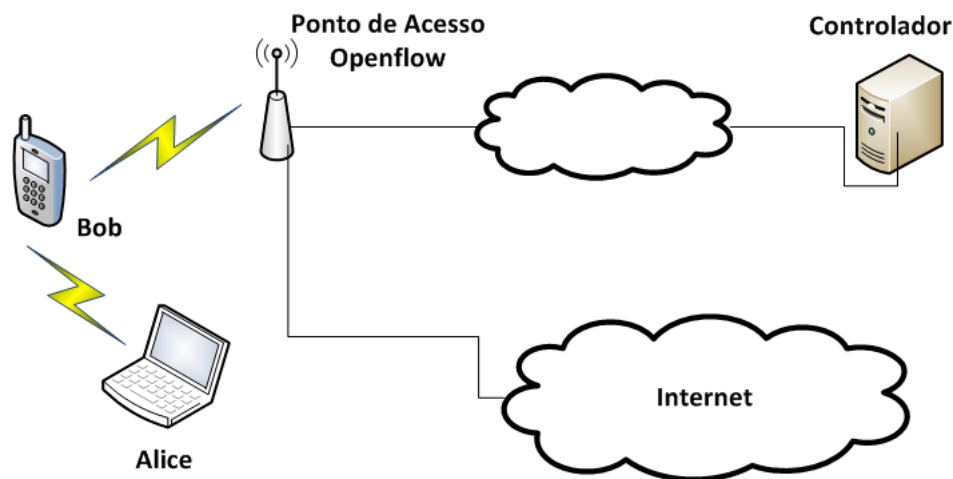 Ponto de Acesso
Openflow
Controlador
Bob
Internet
Alice